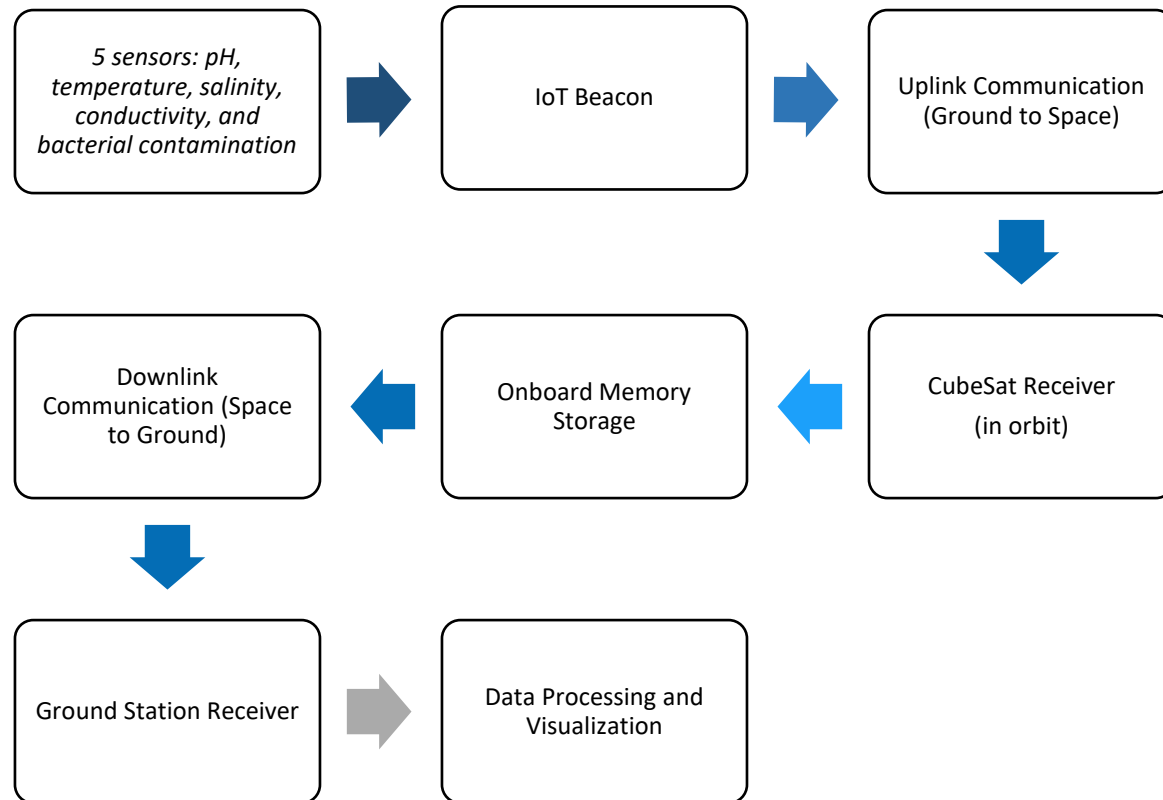 5 sensors: pH,
temperature, salinity,
conductivity, and
bacterial contamination
IoT Beacon
Uplink Communication
(Ground to Space)
CubeSat Receiver
(in orbit)
Onboard Memory
Storage
Downlink
Communication (Space
to Ground)
Ground Station Receiver
Data Processing and
Visualization